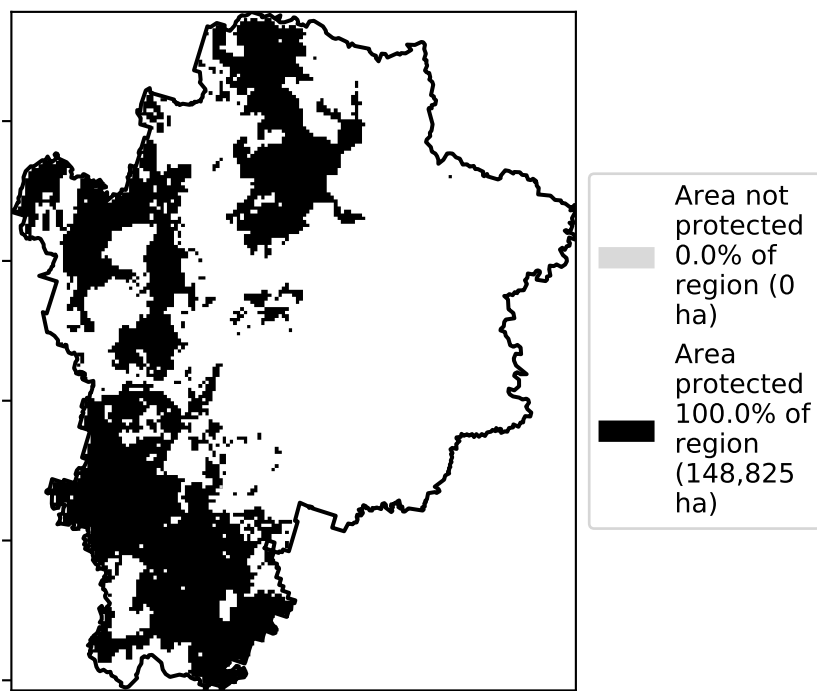 Area not
protected
0.0% of
region (0
ha)
Area
protected
100.0% of
region
(148,825
ha)